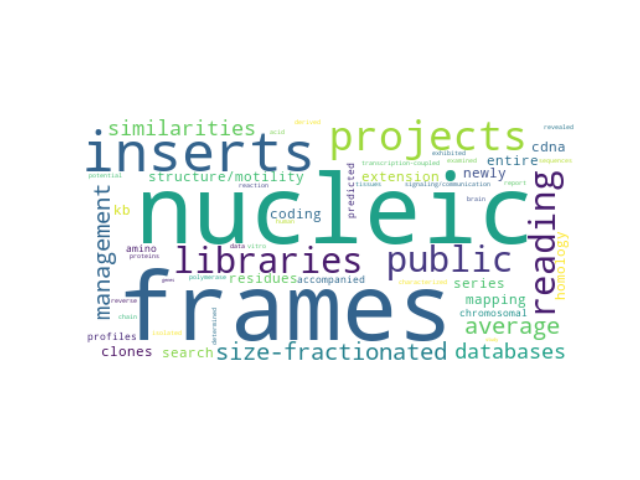 derived
similarities
acid
projects
revealed
inserts
exhibited
cdna
transcription-coupled
examined
entire
sequences
potential
structure/motility
extension
newly
reaction
predicted
tissues
signaling/communication
report
nucleic
reading
management
kb
coding
human
brain
homology
amino
data
vitro
proteins
libraries
public
frames
polymerase
residues
accompanied
characterized
series
reverse
mapping
chromosomal
chain
determined
average
profiles
isolated
clones
search
size-fractionated
databases